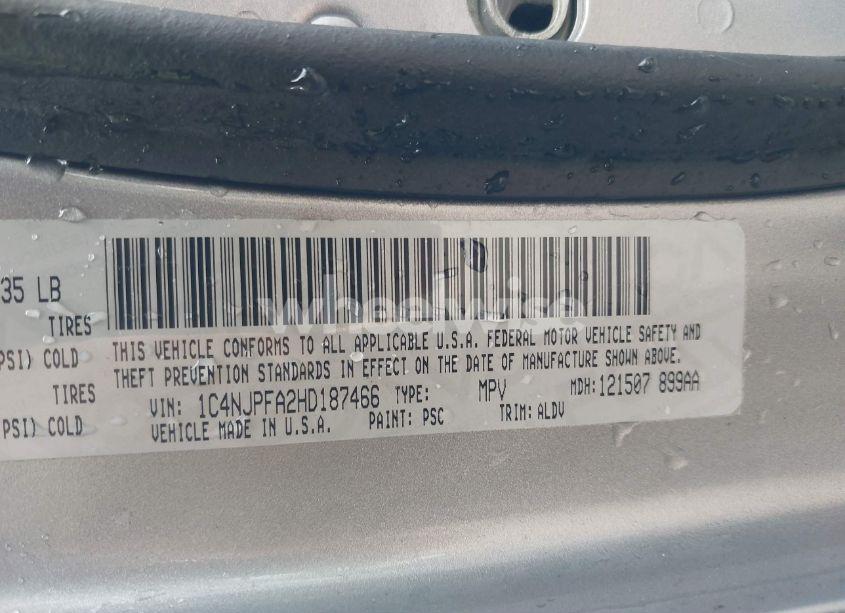 35 LB
TIRES
PSI) COLD
TIRES
PSI) COLD
THIS VEHICLE CONFORMS TO ALL APPLICABLE U.S.A. FEDERAL MOTOR VEHICLE SAFETY AND
THEFT PREVENTION STANDARDS IN EFFECT ON THE DATE OF MANUFACTURE SHOWN ABOVE.
VIN: 1C4NJPFA2HD187466 TYPE: MPV MDH:121507 899AA
VEHICLE MADE IN U.S.A. PAINT: PSC TRIM: ALDV
wheelwise